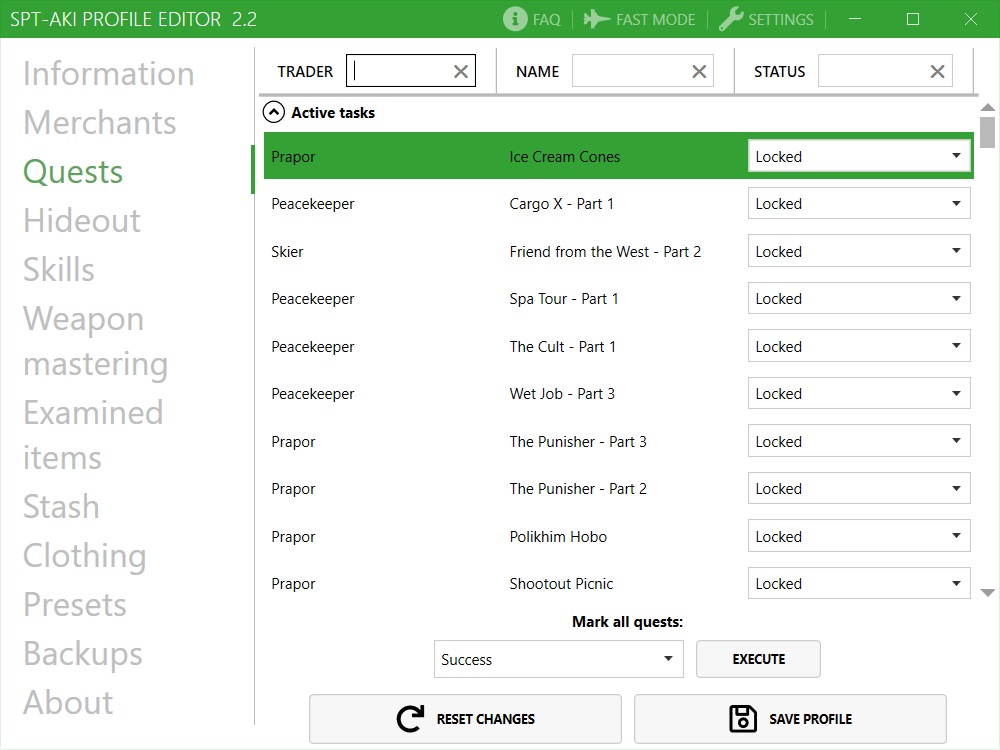 SPT-AKI PROFILE EDITOR 2.2
FAQ
FAST MODE
SETTINGS
Information
Merchants
Quests
Hideout
Skills
Weapon
mastering
Examined
items
Stash
Clothing
Presets
Backups
About
TRADER
NAME
STATUS
Active tasks
Prapor Ice Cream Cones Locked
Peacekeeper Cargo X - Part 1 Locked
Skier Friend from the West - Part 2 Locked
Peacekeeper Spa Tour - Part 1 Locked
Peacekeeper The Cult - Part 1 Locked
Peacekeeper Wet Job - Part 3 Locked
Prapor The Punisher - Part 3 Locked
Prapor The Punisher - Part 2 Locked
Prapor Polikhim Hobo Locked
Prapor Shootout Picnic Locked
Mark all quests:
Success
EXECUTE
RESET CHANGES
SAVE PROFILE